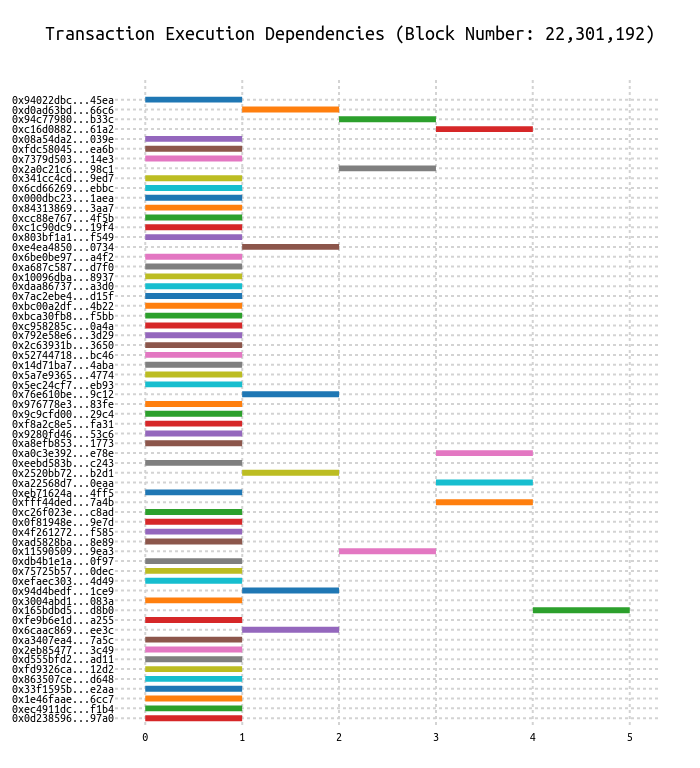 Transaction Execution Dependencies (Block Number: 22,301,192)
0x94022dbc...45ea
0xd0ad63bd...66c6
0x94c77980...b33c
0xc16d0882...61a2
0x08a54da2...039e
0xfdc58045...ea6b
0x7379d503...14e3
0x2a0c21c6...98c1
0x341cc4cd...9ed7
0x6cd66269...ebbc
0x000dbc23...1aea
0x84313869...3aa7
0xcc88e767...4f5b
0xc1c90dc9...19f4
0x803bf1a1...f549
0xe4ea4850...0734
0x6be0be97...a4f2
0xa687c587...d7f0
0x10096dba...8937
0xdaa86737...a3d0
0x7ac2ebe4...d15f
0xbc00a2df...4b22
0xbca30fb8...f5bb
0xc958285c...0a4a
0x792e58e6...3d29
0x2c63931b...3650
0x52744718...bc46
0x14d71ba7...4aba
0x5a7e9365...4774
0x5ec24cf7...eb93
0x76e610be...9c12
0x976778e3...83fe
0x9c9cfd00...29c4
0xf8a2c8e5...fa31
0x9280fd46...53c6
0xa8efb853...1773
0xa0c3e392...e78e
0xeebd583b...c243
0x2520bb72...b2d1
0xa22568d7...0eaa
0xeb71624a...4ff5
0xfff44ded...7a4b
0xc26f023e...c8ad
0x0f81948e...9e7d
0x4f261272...f585
0xad5828ba...8e89
0x11590509...9ea3
0xdb4b1e1a...0f97
0x75725b57...0dec
0xefaec303...4d49
0x94d4bedf...1ce9
0x3004abd1...083a
0x165bdbd5...d8b0
0xfe9b6e1d...a255
0x6caac869...ee3c
0xa3407ea4...7a5c
0x2eb85477...3c49
0xd555bfd2...ad11
0xfd9326ca...12d2
0x863507ce...d648
0x33f1595b...e2aa
0x1e46faae...6cc7
0xec4911dc...f1b4
0x0d238596...97a0
0 1 2 3 4 5